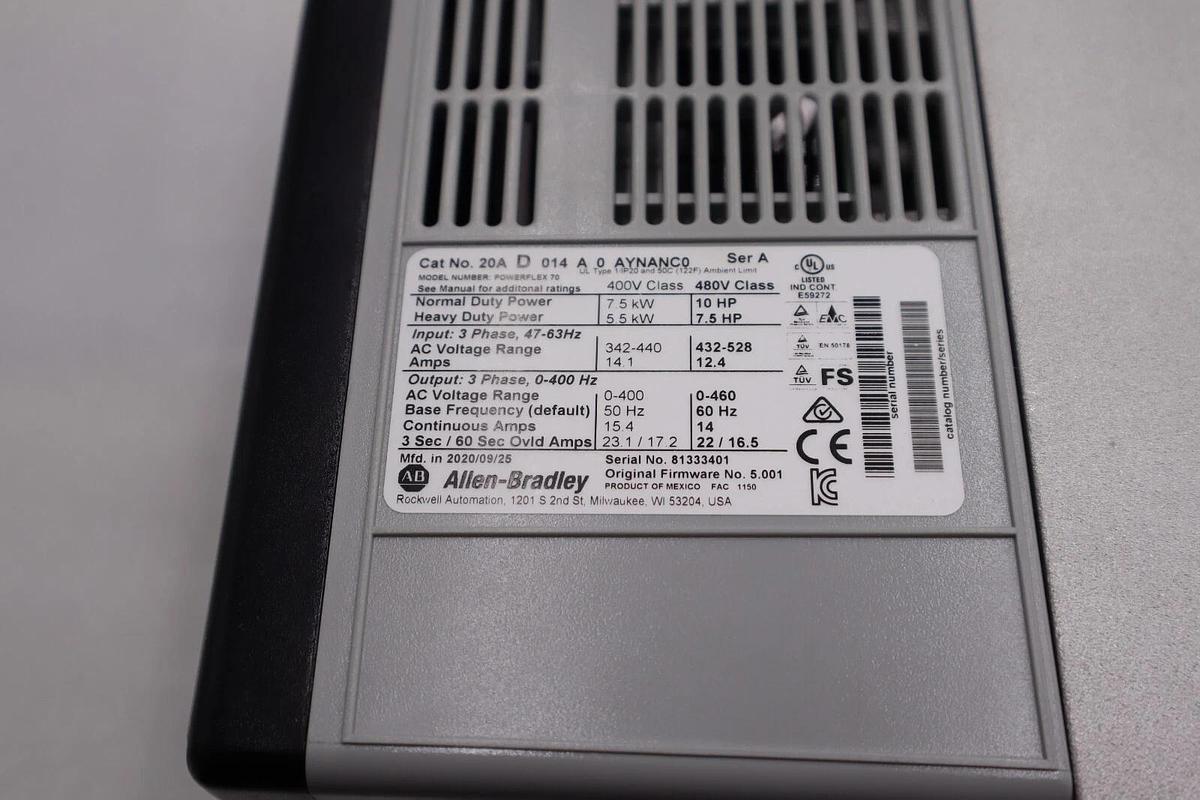 Cat No. 20A D 014 A 0 AYNANC0 Ser A
UL Type 1/IP20 and 50C (122F) Ambient Limit
MODEL NUMBER: POWERFLEX 70
See Manual for additonal ratings 400V Class 480V Class
Normal Duty Power 7.5 kW 10 HP
Heavy Duty Power 5.5 kW 7.5 HP
Input: 3 Phase, 47-63Hz
AC Voltage Range 342-440 432-528
Amps 14.1 12.4
Output: 3 Phase, 0-400 Hz
AC Voltage Range 0-400 0-460
Base Frequency (default) 50 Hz 60 Hz
Continuous Amps 15.4 14
3 Sec / 60 Sec Ovld Amps 23.1 / 17.2 22 / 16.5
Mfd. in 2020/09/25 Serial No. 81333401
AB Allen-Bradley Original Firmware No. 5.001
PRODUCT OF MEXICO FAC 1150
Rockwell Automation, 1201 S 2nd St, Milwaukee, WI 53204, USA
c UL US
LISTED
IND CONT
E59272
EMC
TÜV EN 50178
TÜV FS
CE
KC
serial number
catalog number/series